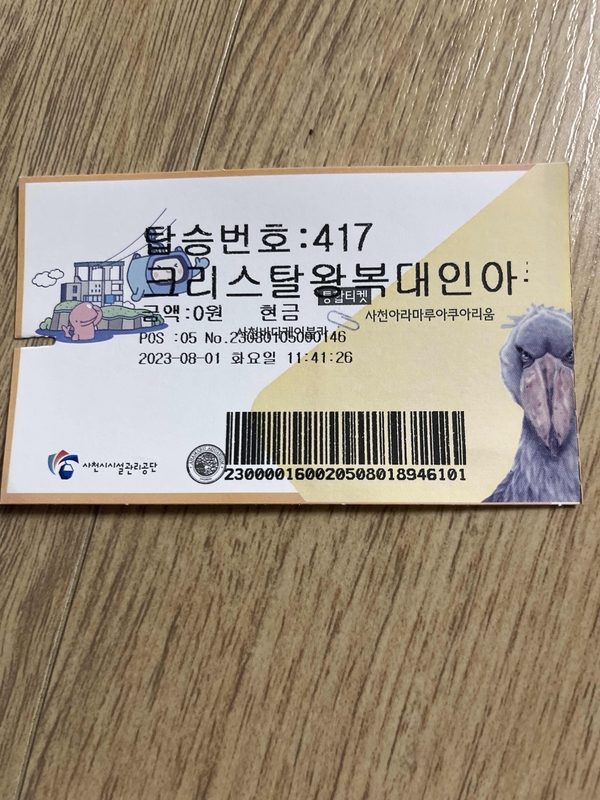 탑승번호:417
크리스탈왕복대인아
통합티켓
금액:0원 현금
사천아라마루아쿠아리움
사천바다케이블카
POS :05 No.23080105000146
2023-08-01 화요일 11:41:26
사천시시설관리공단
23000016002050801894610​1